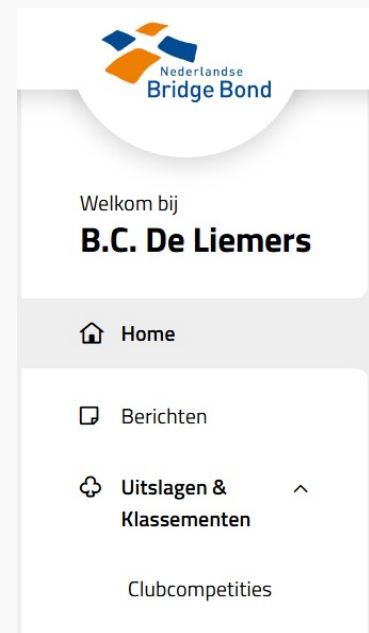 Nederlandse
Bridge Bond
Welkom bij
B.C. De Liemers
Home
Berichten
Uitslagen &
Klassementen
Clubcompetities